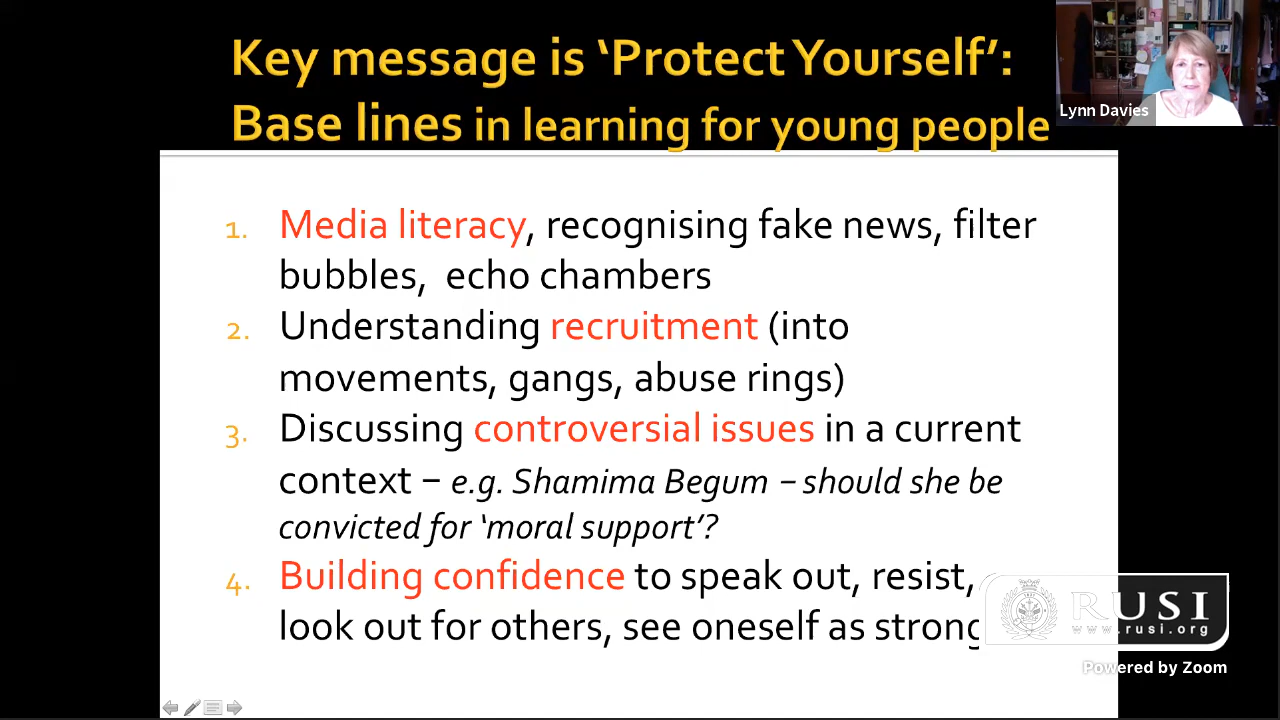 Key message is ‘Protect Yourself’:
Base lines in learning for young people
Lynn Davies
1. Media literacy, recognising fake news, filter
bubbles, echo chambers
2. Understanding recruitment (into
movements, gangs, abuse rings)
3. Discussing controversial issues in a current
context – e.g. Shamima Begum – should she be
convicted for ‘moral support’?
4. Building confidence to speak out, resist,
look out for others, see oneself as strong
RUSI
www.rusi.org
Powered by Zoom